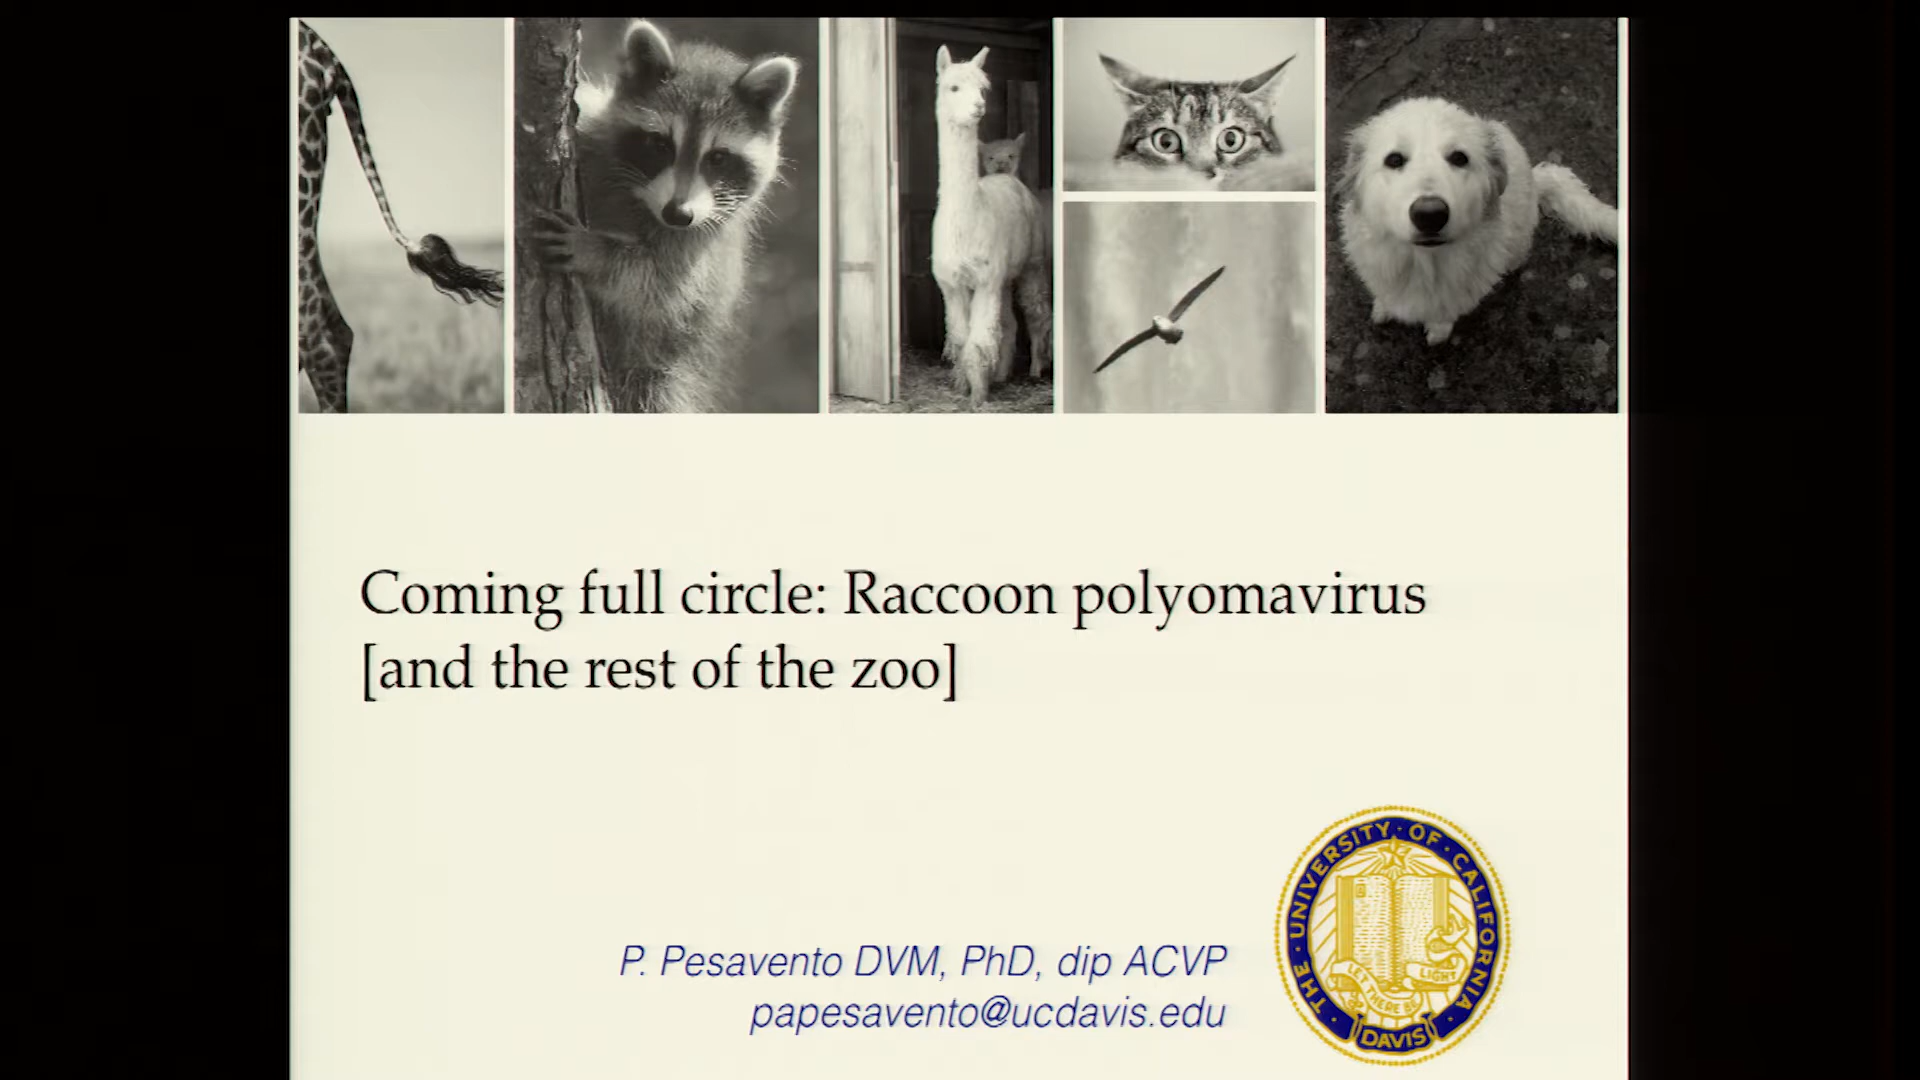 Coming full circle: Raccoon polyomavirus
[and the rest of the zoo]
P. Pesavento DVM, PhD, dip ACVP
papesavento@ucdavis.edu
THE · UNIVERSITY · OF · CALIFORNIA ·
LET THERE BE LIGHT
DAVIS